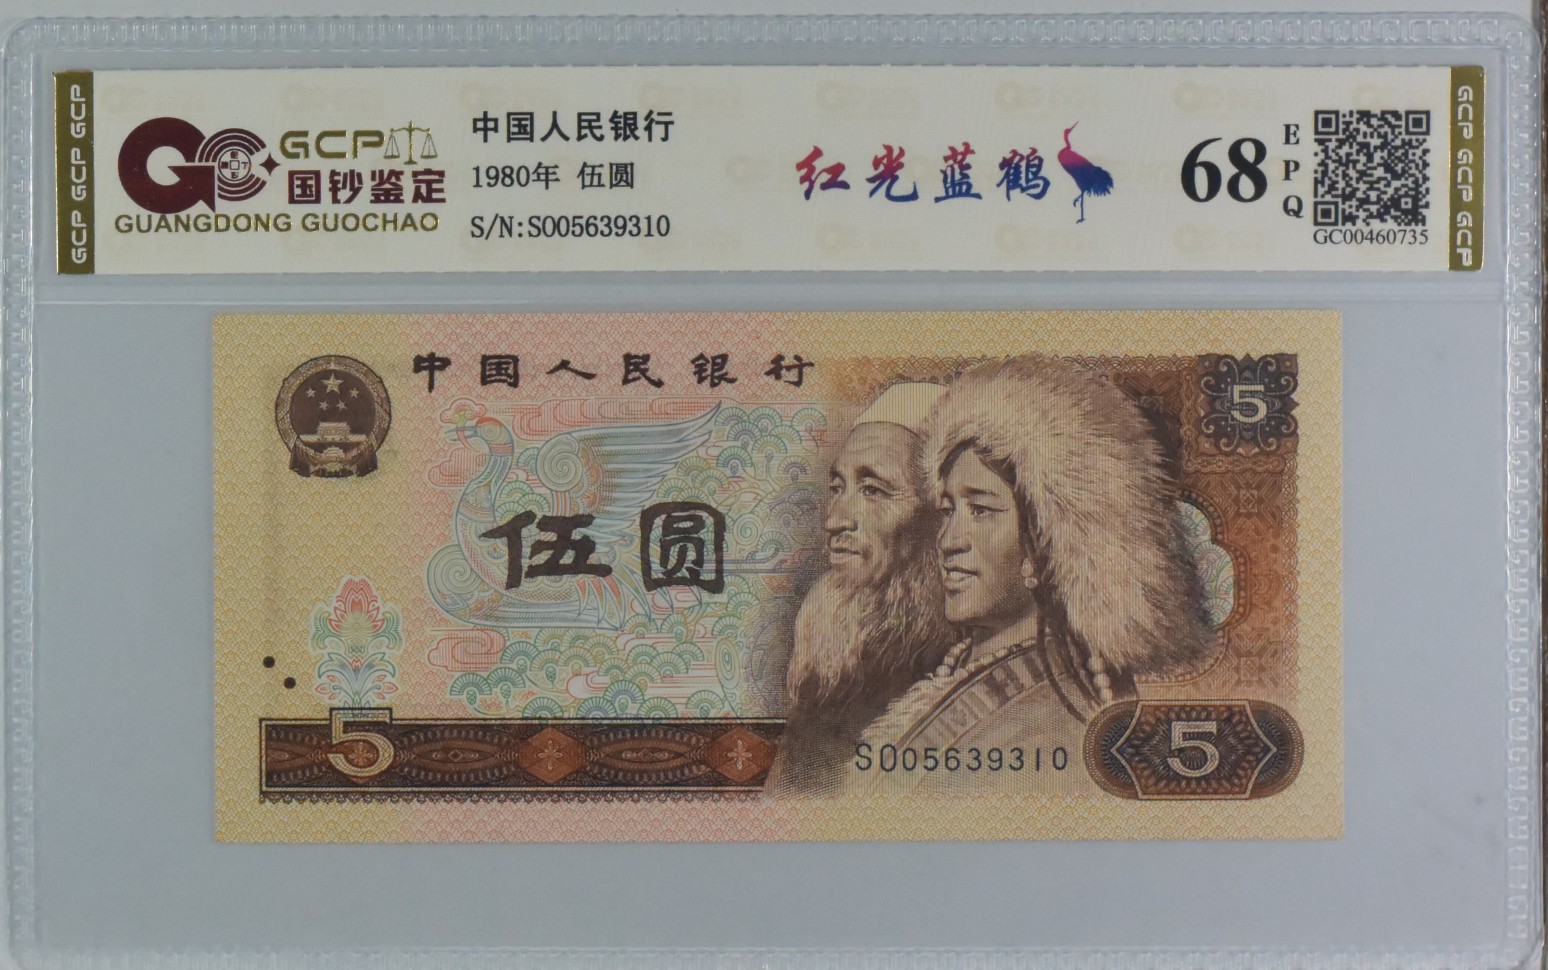 GCP GCP GCP
GCP
国钞鉴定
GUANGDONG GUOCHAO
中国人民银行
1980年 伍圆
S/N:S005639310
红光蓝鹤
68
EPQ
GC00460735
GCP GCP GCP
中国人民银行
5
伍圆
5
SO05639310
5